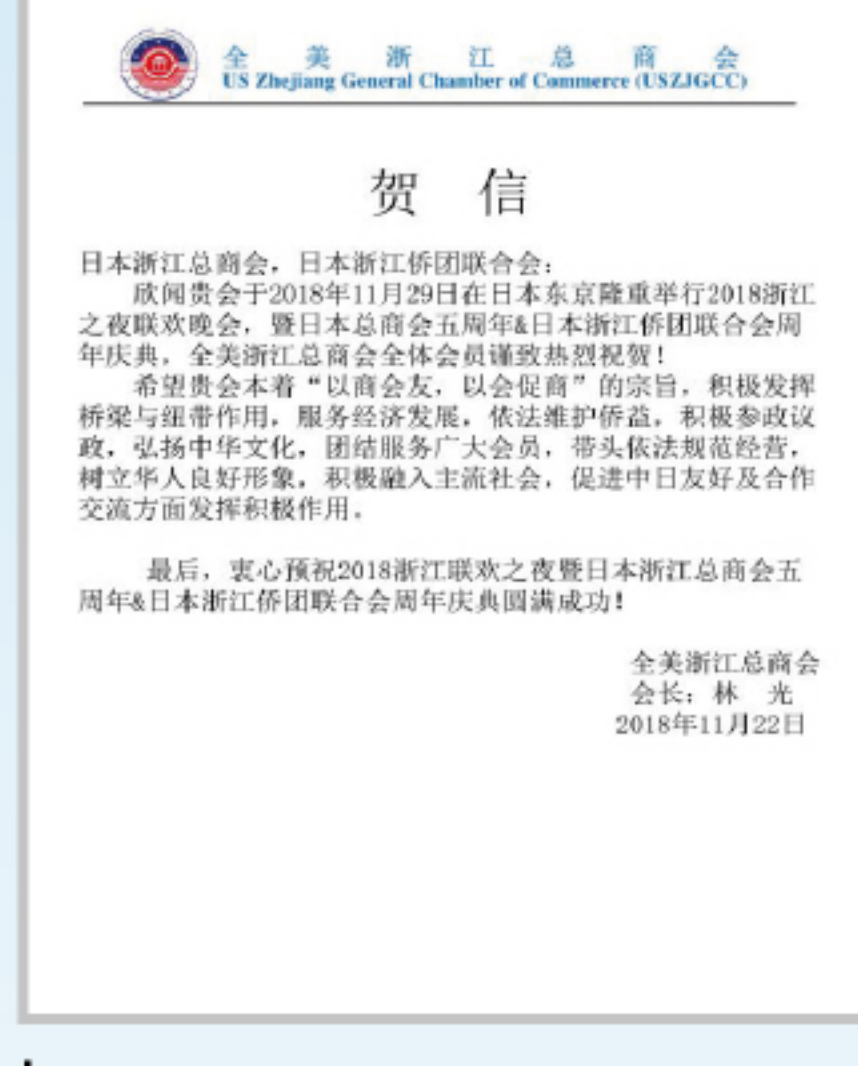 全美浙江总商会
US Zhejiang General Chamber of Commerce (USZJGCC)
贺 信
日本浙江总商会，日本浙江侨团联合会：
欣闻贵会于2018年11月29日在日本东京隆重举行2018浙江
之夜联欢晚会，暨日本总商会五周年&日本浙江侨团联合会周
年庆典，全美浙江总商会全体会员谨致热烈祝贺！
希望贵会本着“以商会友，以会促商”的宗旨，积极发挥
桥梁与纽带作用，服务经济发展，依法维护侨益，积极参政议
政，弘扬中华文化，团结服务广大会员，带头依法规范经营，
树立华人良好形象，积极融入主流社会，促进中日友好及合作
交流方面发挥积极作用。
最后，衷心预祝2018浙江联欢之夜暨日本浙江总商会五
周年&日本浙江侨团联合会周年庆典圆满成功！
全美浙江总商会
会长：林 光
2018年11月22日